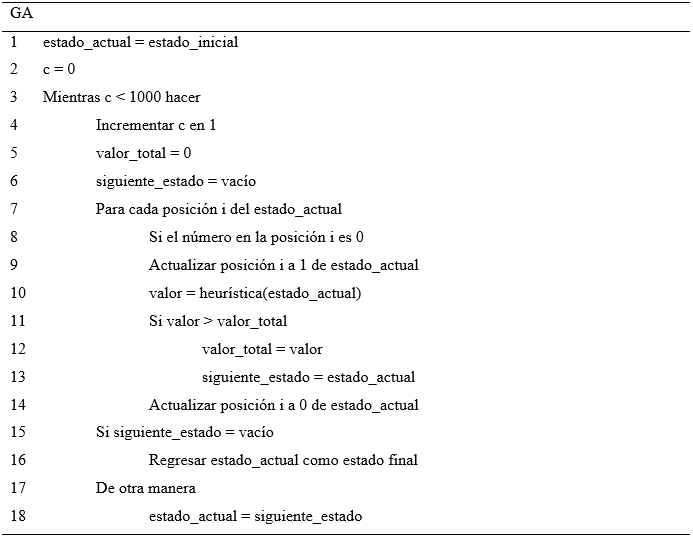 GA
1 estado_actual = estado_inicial
2 c = 0
3 Mientras c < 1000 hacer
4 Incrementar c en 1
5 valor_total = 0
6 siguiente_estado = vacío
7 Para cada posición i del estado_actual
8 Si el número en la posición i es 0
9 Actualizar posición i a 1 de estado_actual
10 valor = heurística(estado_actual)
11 Si valor > valor_total
12 valor_total = valor
13 siguiente_estado = estado_actual
14 Actualizar posición i a 0 de estado_actual
15 Si siguiente_estado = vacío
16 Regresar estado_actual como estado final
17 De otra manera
18 estado_actual = siguiente_estado